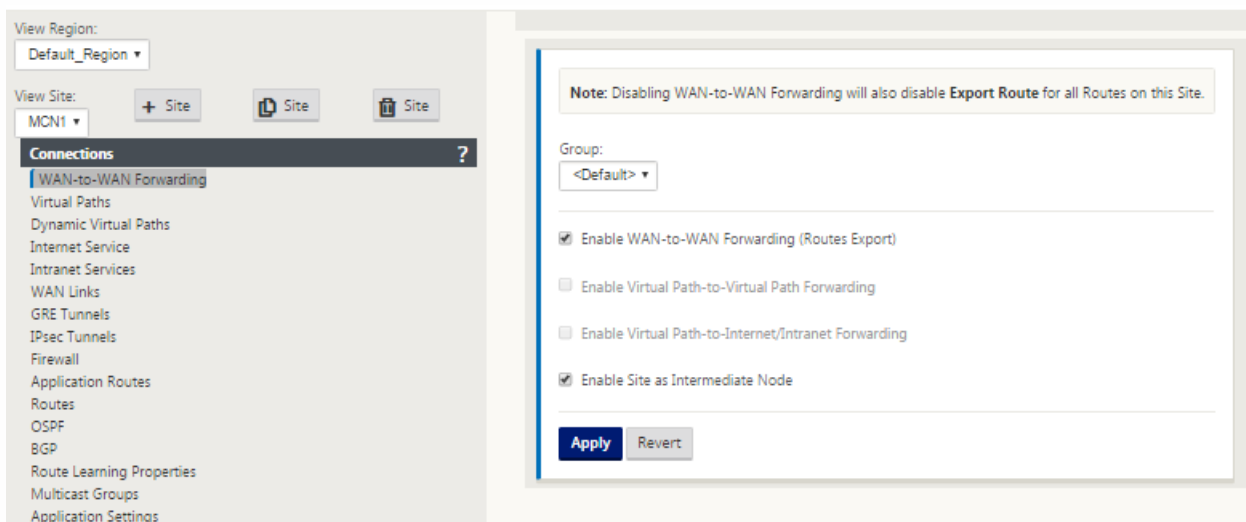 View Region:
Default_Region
View Site:
+ Site
Site
Site
MCN1
Connections ?
WAN-to-WAN Forwarding
Virtual Paths
Dynamic Virtual Paths
Internet Service
Intranet Services
WAN Links
GRE Tunnels
IPsec Tunnels
Firewall
Application Routes
Routes
OSPF
BGP
Route Learning Properties
Multicast Groups
Application Settings
Note: Disabling WAN-to-WAN Forwarding will also disable Export Route for all Routes on this Site.
Group:
<Default>
Enable WAN-to-WAN Forwarding (Routes Export)
Enable Virtual Path-to-Virtual Path Forwarding
Enable Virtual Path-to-Internet/Intranet Forwarding
Enable Site as Intermediate Node
Apply Revert